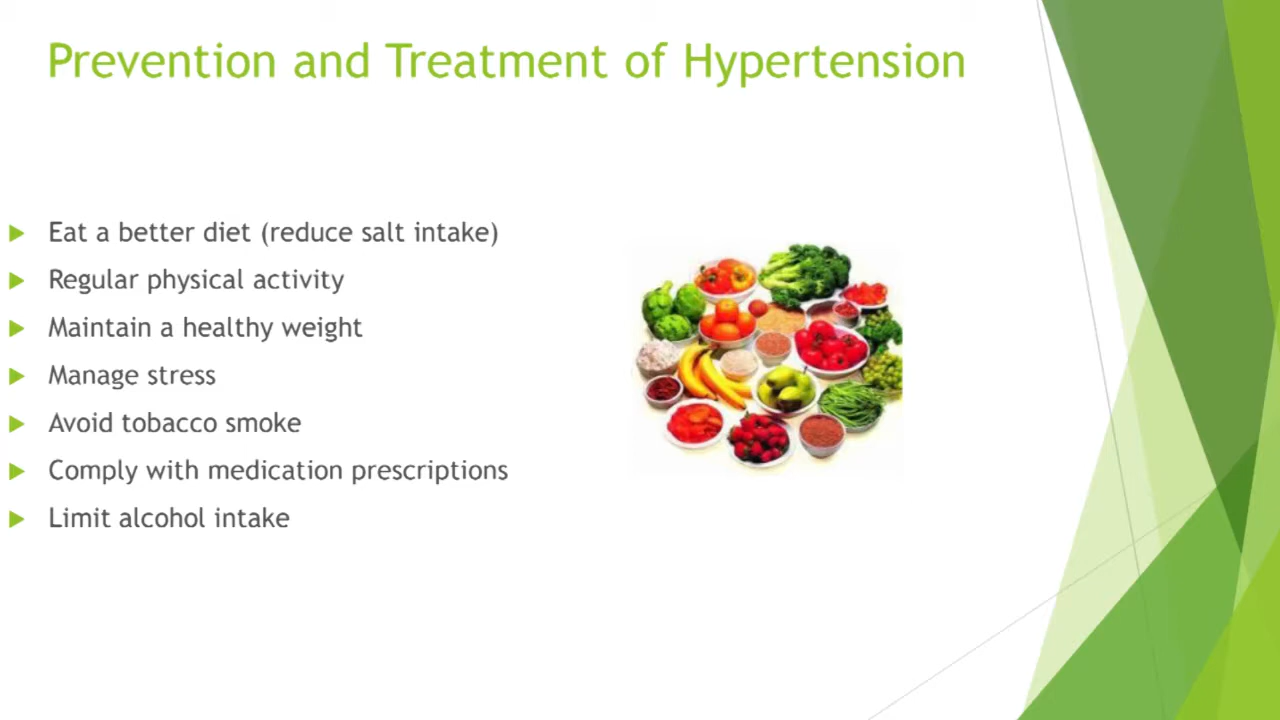 Prevention and Treatment of Hypertension
Eat a better diet (reduce salt intake)
Regular physical activity
Maintain a healthy weight
Manage stress
Avoid tobacco smoke
Comply with medication prescriptions
Limit alcohol intake